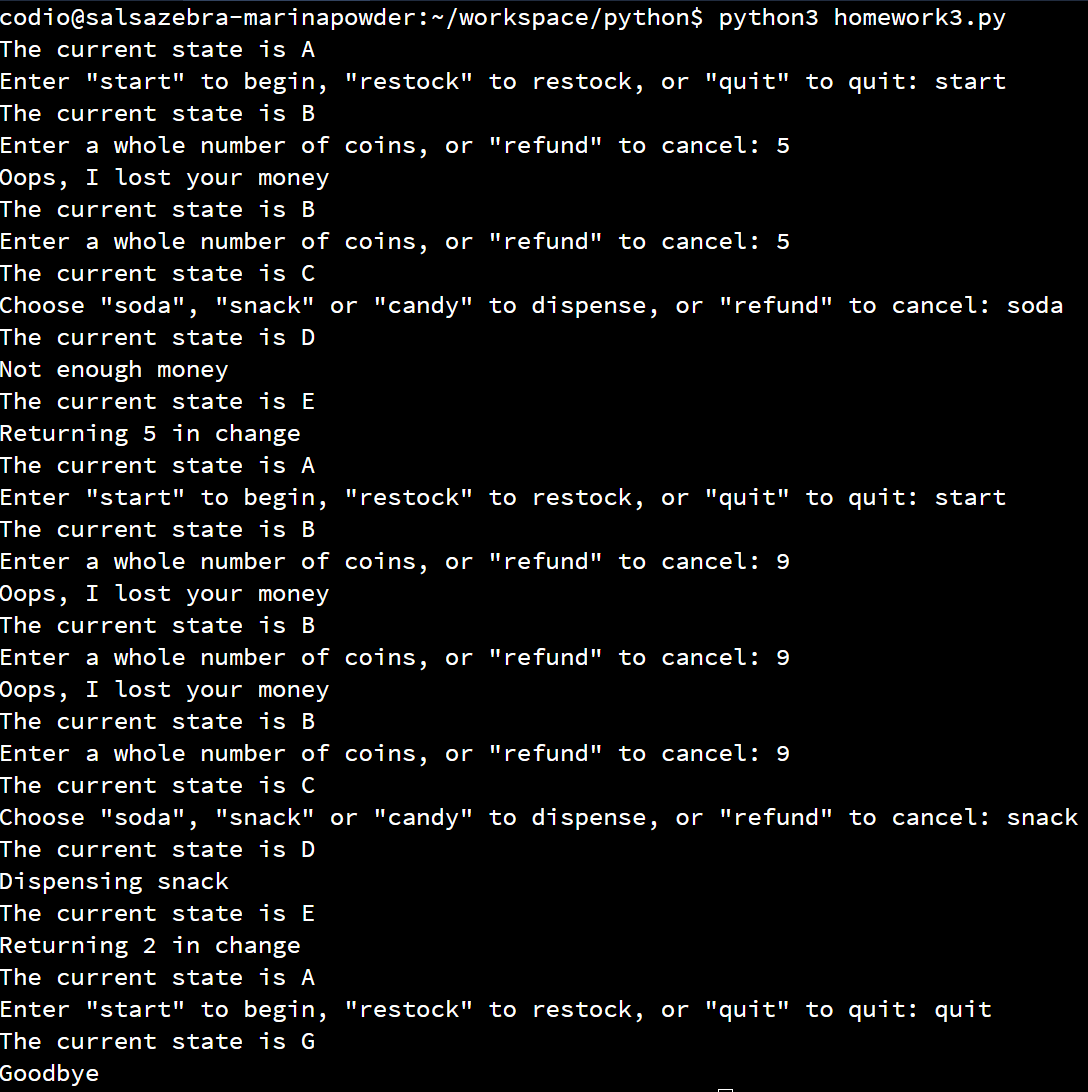 codio@salsazebra-marinapowder:~/workspace/python$ python3 homework3.py
The current state is A
Enter "start" to begin, "restock" to restock, or "quit" to quit: start
The current state is B
Enter a whole number of coins, or "refund" to cancel: 5
Oops, I lost your money
The current state is B
Enter a whole number of coins, or "refund" to cancel: 5
The current state is C
Choose "soda", "snack" or "candy" to dispense, or "refund" to cancel: soda
The current state is D
Not enough money
The current state is E
Returning 5 in change
The current state is A
Enter "start" to begin, "restock" to restock, or "quit" to quit: start
The current state is B
Enter a whole number of coins, or "refund" to cancel: 9
Oops, I lost your money
The current state is B
Enter a whole number of coins, or "refund" to cancel: 9
Oops, I lost your money
The current state is B
Enter a whole number of coins, or "refund" to cancel: 9
The current state is C
Choose "soda", "snack" or "candy" to dispense, or "refund" to cancel: snack
The current state is D
Dispensing snack
The current state is E
Returning 2 in change
The current state is A
Enter "start" to begin, "restock" to restock, or "quit" to quit: quit
The current state is G
Goodbye